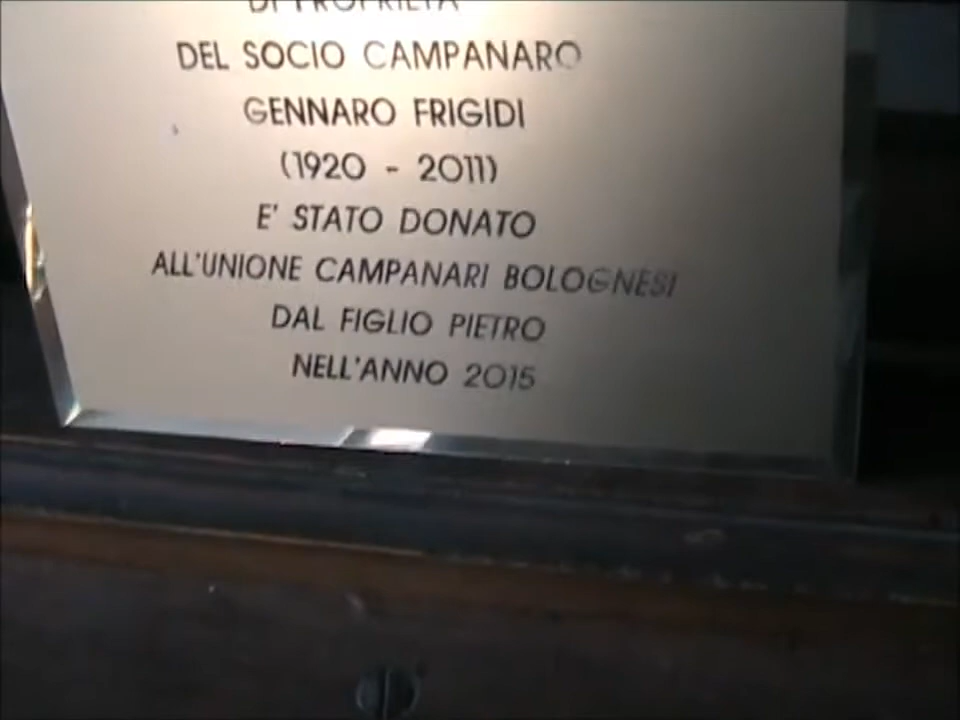 DI PROPRIETÀ
DEL SOCIO CAMPANARO
GENNARO FRIGIDI
(1920 - 2011)
E' STATO DONATO
ALL'UNIONE CAMPANARI BOLOGNESI
DAL FIGLIO PIETRO
NELL'ANNO 2015